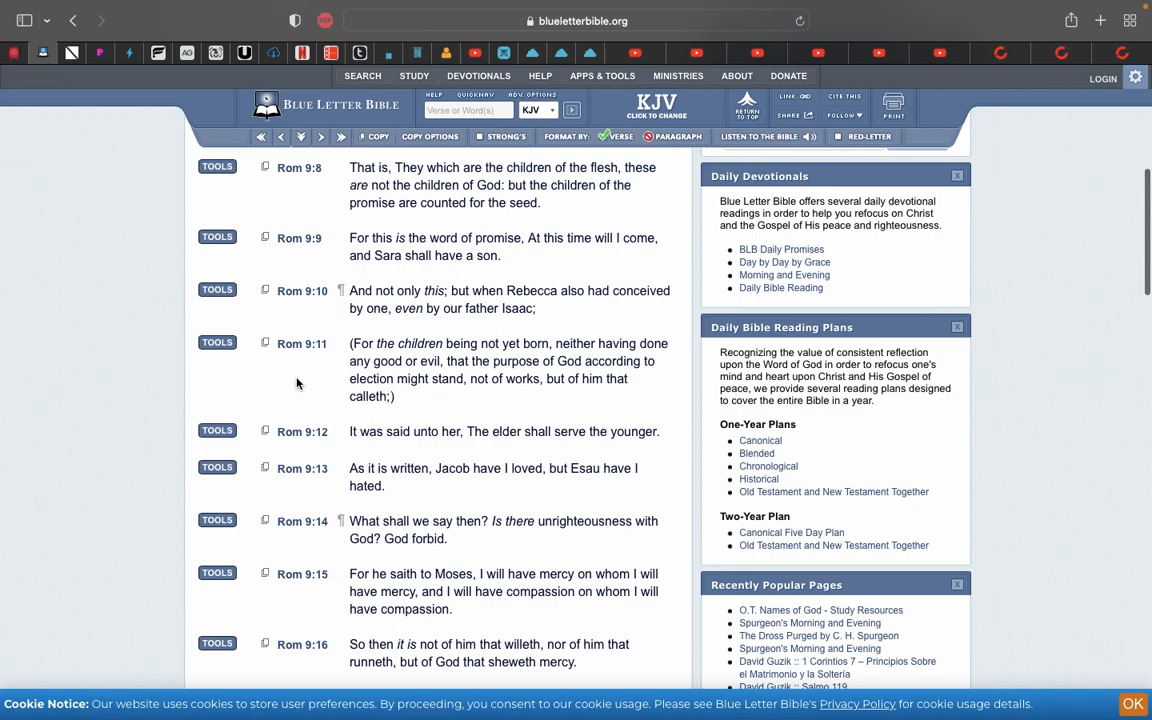 blueletterbible.org
ABP
AG
U
t
SEARCH STUDY DEVOTIONALS HELP APPS & TOOLS MINISTRIES ABOUT DONATE
LOGIN
BLUE LETTER BIBLE
HELP QUICKNAV ADV. OPTIONS
Verse or Word(s) KJV
KJV
CLICK TO CHANGE
RETURN TO TOP
LINK CITE THIS
SHARE FOLLOW
PRINT
COPY COPY OPTIONS STRONG'S FORMAT BY: VERSE PARAGRAPH LISTEN TO THE BIBLE RED-LETTER
TOOLS Rom 9:8 That is, They which are the children of the flesh, these
are not the children of God: but the children of the
promise are counted for the seed.
TOOLS Rom 9:9 For this is the word of promise, At this time will I come,
and Sara shall have a son.
TOOLS Rom 9:10 ¶ And not only this; but when Rebecca also had conceived
by one, even by our father Isaac;
TOOLS Rom 9:11 (For the children being not yet born, neither having done
any good or evil, that the purpose of God according to
election might stand, not of works, but of him that
calleth;)
TOOLS Rom 9:12 It was said unto her, The elder shall serve the younger.
TOOLS Rom 9:13 As it is written, Jacob have I loved, but Esau have I
hated.
TOOLS Rom 9:14 ¶ What shall we say then? Is there unrighteousness with
God? God forbid.
TOOLS Rom 9:15 For he saith to Moses, I will have mercy on whom I will
have mercy, and I will have compassion on whom I will
have compassion.
TOOLS Rom 9:16 So then it is not of him that willeth, nor of him that
runneth, but of God that sheweth mercy.
Daily Devotionals X
Blue Letter Bible offers several daily devotional
readings in order to help you refocus on Christ
and the Gospel of His peace and righteousness.
• BLB Daily Promises
• Day by Day by Grace
• Morning and Evening
• Daily Bible Reading
Daily Bible Reading Plans X
Recognizing the value of consistent reflection
upon the Word of God in order to refocus one's
mind and heart upon Christ and His Gospel of
peace, we provide several reading plans designed
to cover the entire Bible in a year.
One-Year Plans
• Canonical
• Blended
• Chronological
• Historical
• Old Testament and New Testament Together
Two-Year Plan
• Canonical Five Day Plan
• Old Testament and New Testament Together
Recently Popular Pages X
• O.T. Names of God - Study Resources
• Spurgeon's Morning and Evening
• The Dross Purged by C. H. Spurgeon
• Spurgeon's Morning and Evening
• David Guzik :: 1 Corintios 7 – Principios Sobre
el Matrimonio y la Soltería
• David Guzik :: Salmo 119
Cookie Notice: Our website uses cookies to store user preferences. By proceeding, you consent to our cookie usage. Please see Blue Letter Bible's Privacy Policy for cookie usage details. OK